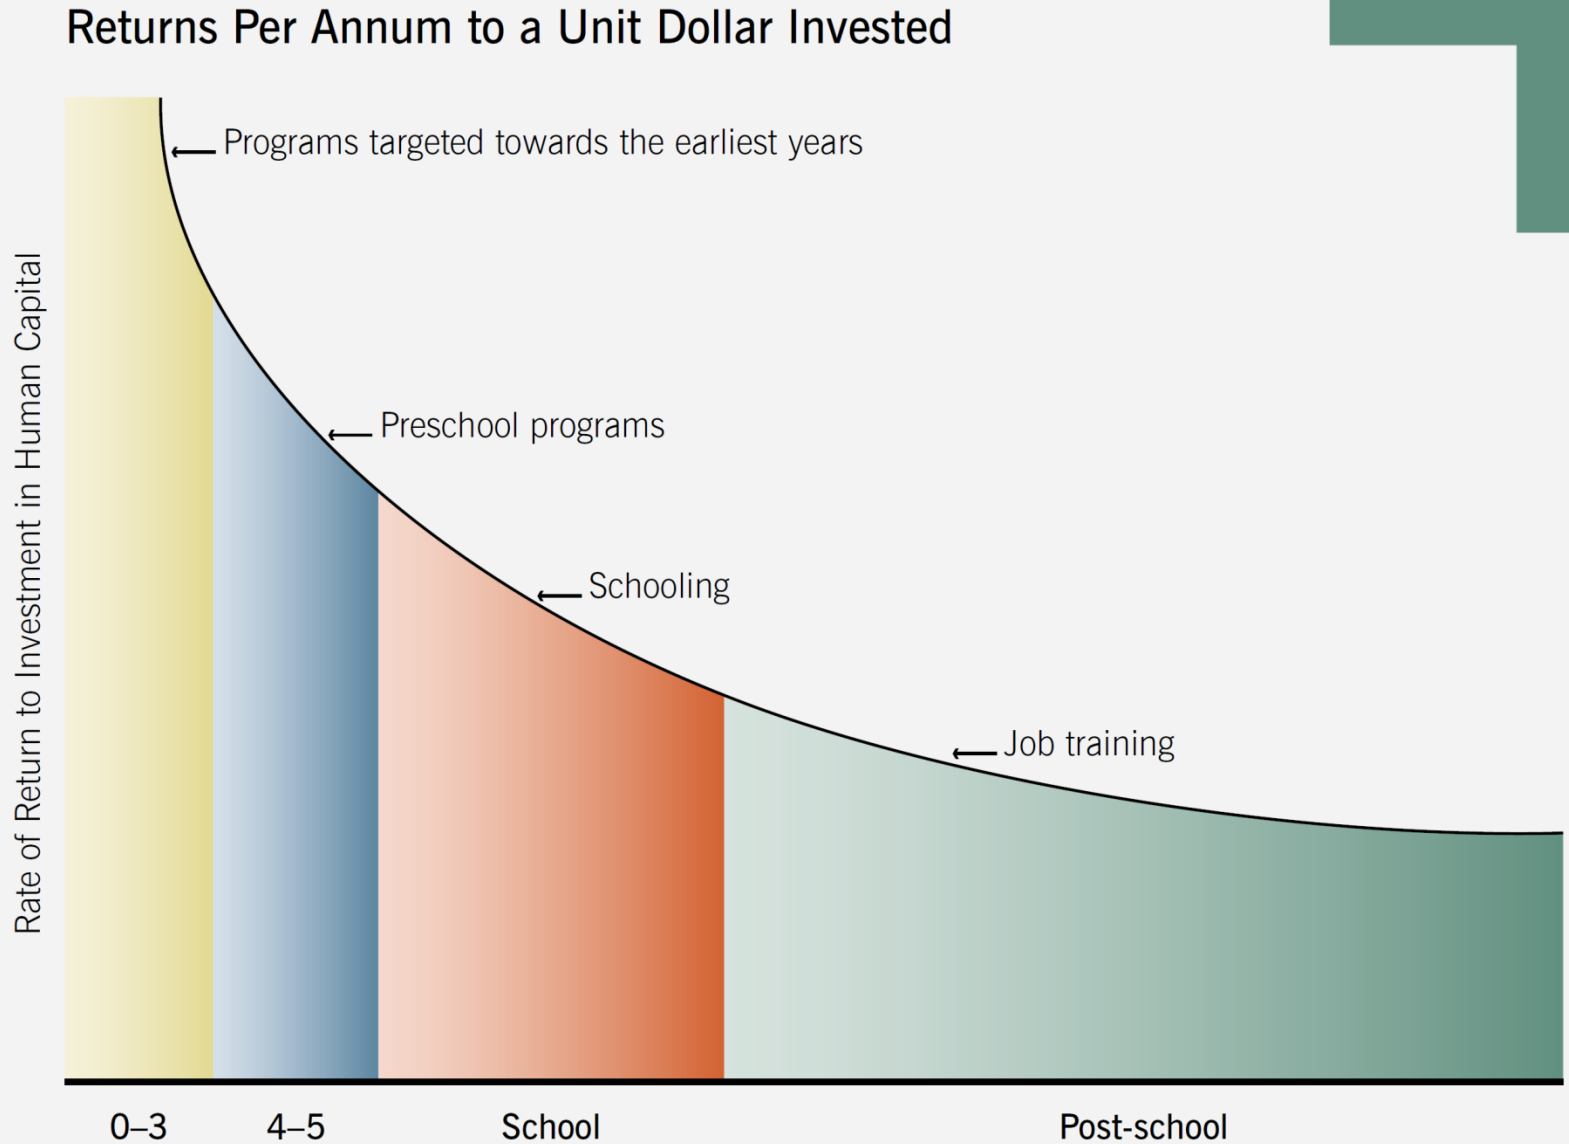 Returns Per Annum to a Unit Dollar Invested
Programs targeted towards the earliest years
Rate of Return to Investment in Human Capital
Preschool programs
Schooling
Job training
0–3
4–5
School
Post-school